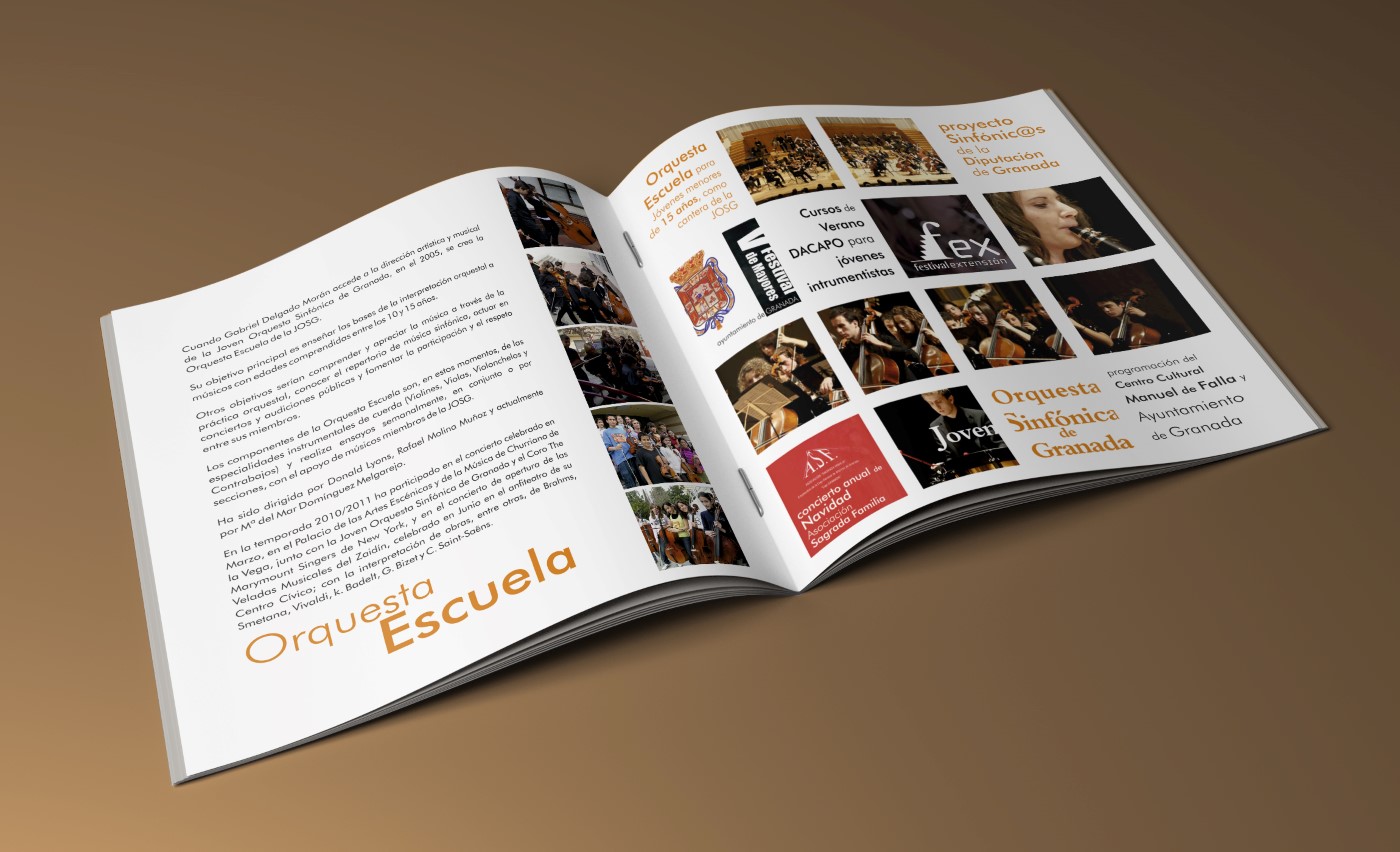 Cuando Gabriel Delgado Morán accede a la dirección artística y musical
de la Joven Orquesta Sinfónica de Granada, en el 2005, se crea la
Orquesta Escuela de la JOSG.
Su objetivo principal es enseñar las bases de la interpretación orquestal a
músicos con edades comprendidas entre los 10 y 15 años.
Otros objetivos serían comprender y apreciar la música a través de la
práctica orquestal, conocer el repertorio de música sinfónica, actuar en
conciertos y audiciones públicas y fomentar la participación y el respeto
entre sus miembros.
Los componentes de la Orquesta Escuela son, en estos momentos, de las
especialidades instrumentales de cuerda (Violines, Violas, Violonchelos y
Contrabajos) y realiza ensayos semanalmente, en conjunto o por
secciones, con el apoyo de músicos miembros de la JOSG.
Ha sido dirigida por Donald Lyons, Rafael Molina Muñoz y actualmente
por Mª del Mar Domínguez Melgarejo.
En la temporada 2010/2011 ha participado en el concierto celebrado en
Marzo, en el Palacio de las Artes Escénicas y de la Música de Churriana de
la Vega, junto con la Joven Orquesta Sinfónica de Granada y el Coro The
Marymount Singers de New York, y en el concierto de apertura de las
Veladas Musicales del Zaidín, celebrado en Junio en el anfiteatro de su
Centro Cívico; con la interpretación de obras, entre otras, de Brahms,
Smetana, Vivaldi, k. Badelt, G. Bizet y C. Saint-Saëns.
Orquesta
Escuela
Orquesta
Escuela para
Jóvenes menores
de 15 años, como
cantera de la
JOSG
proyecto
Sinfónic@s
de la
Diputación
de Granada
Cursos de
Verano
DACAPO para
jóvenes
intrumentistas
V Festival
de Mayores
GRANADA
ayuntamiento de
fex
festival extensión
Joven
Orquesta
Sinfónica
de
Granada
programación del
Centro Cultural
Manuel de Falla y
Ayuntamiento
de Granada
A.S.F.
concierto anual de
Navidad
Asociación
Sagrada Familia